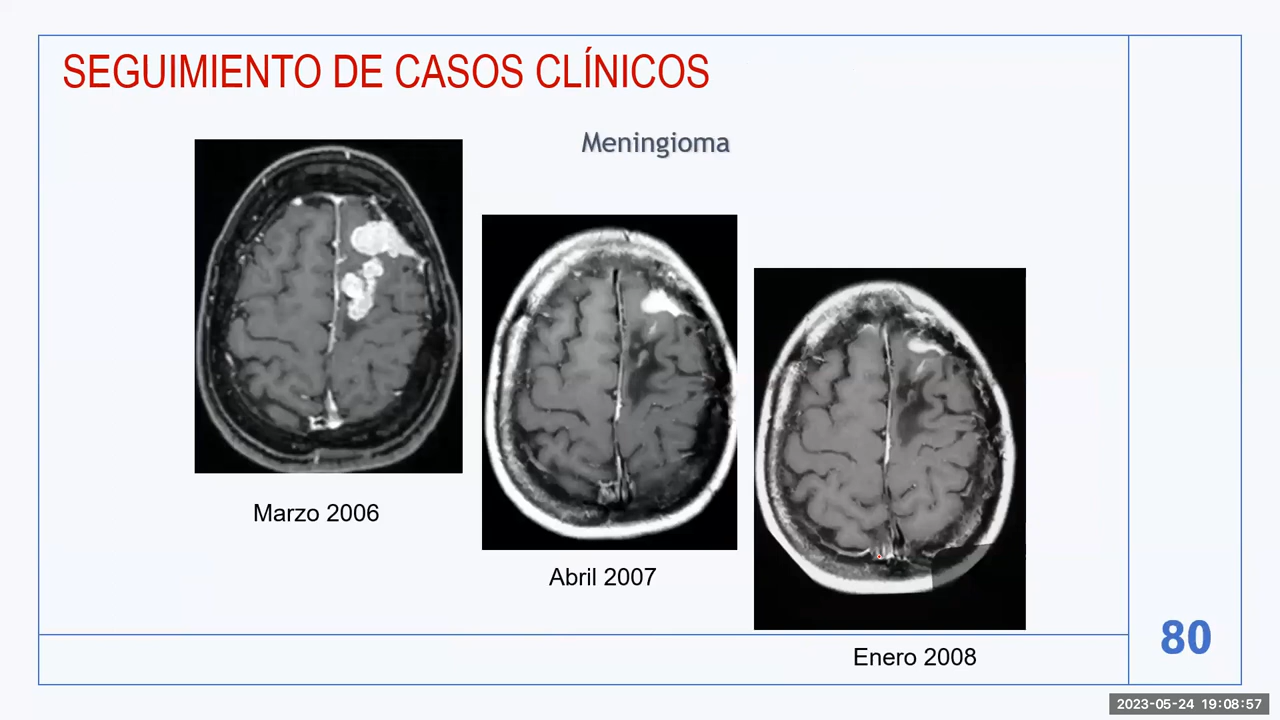 SEGUIMIENTO DE CASOS CLÍNICOS
Meningioma
Marzo 2006
Abril 2007
Enero 2008
80
2023-05-24 19:08:57